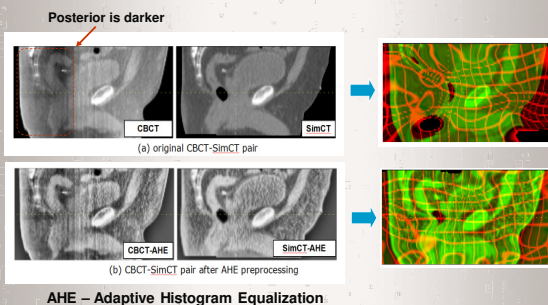 Posterior is darker
CBCT
SimCT
(a) original CBCT-SimCT pair
CBCT-AHE
SimCT-AHE
(b) CBCT-SimCT pair after AHE preprocessing
AHE – Adaptive Histogram Equalization